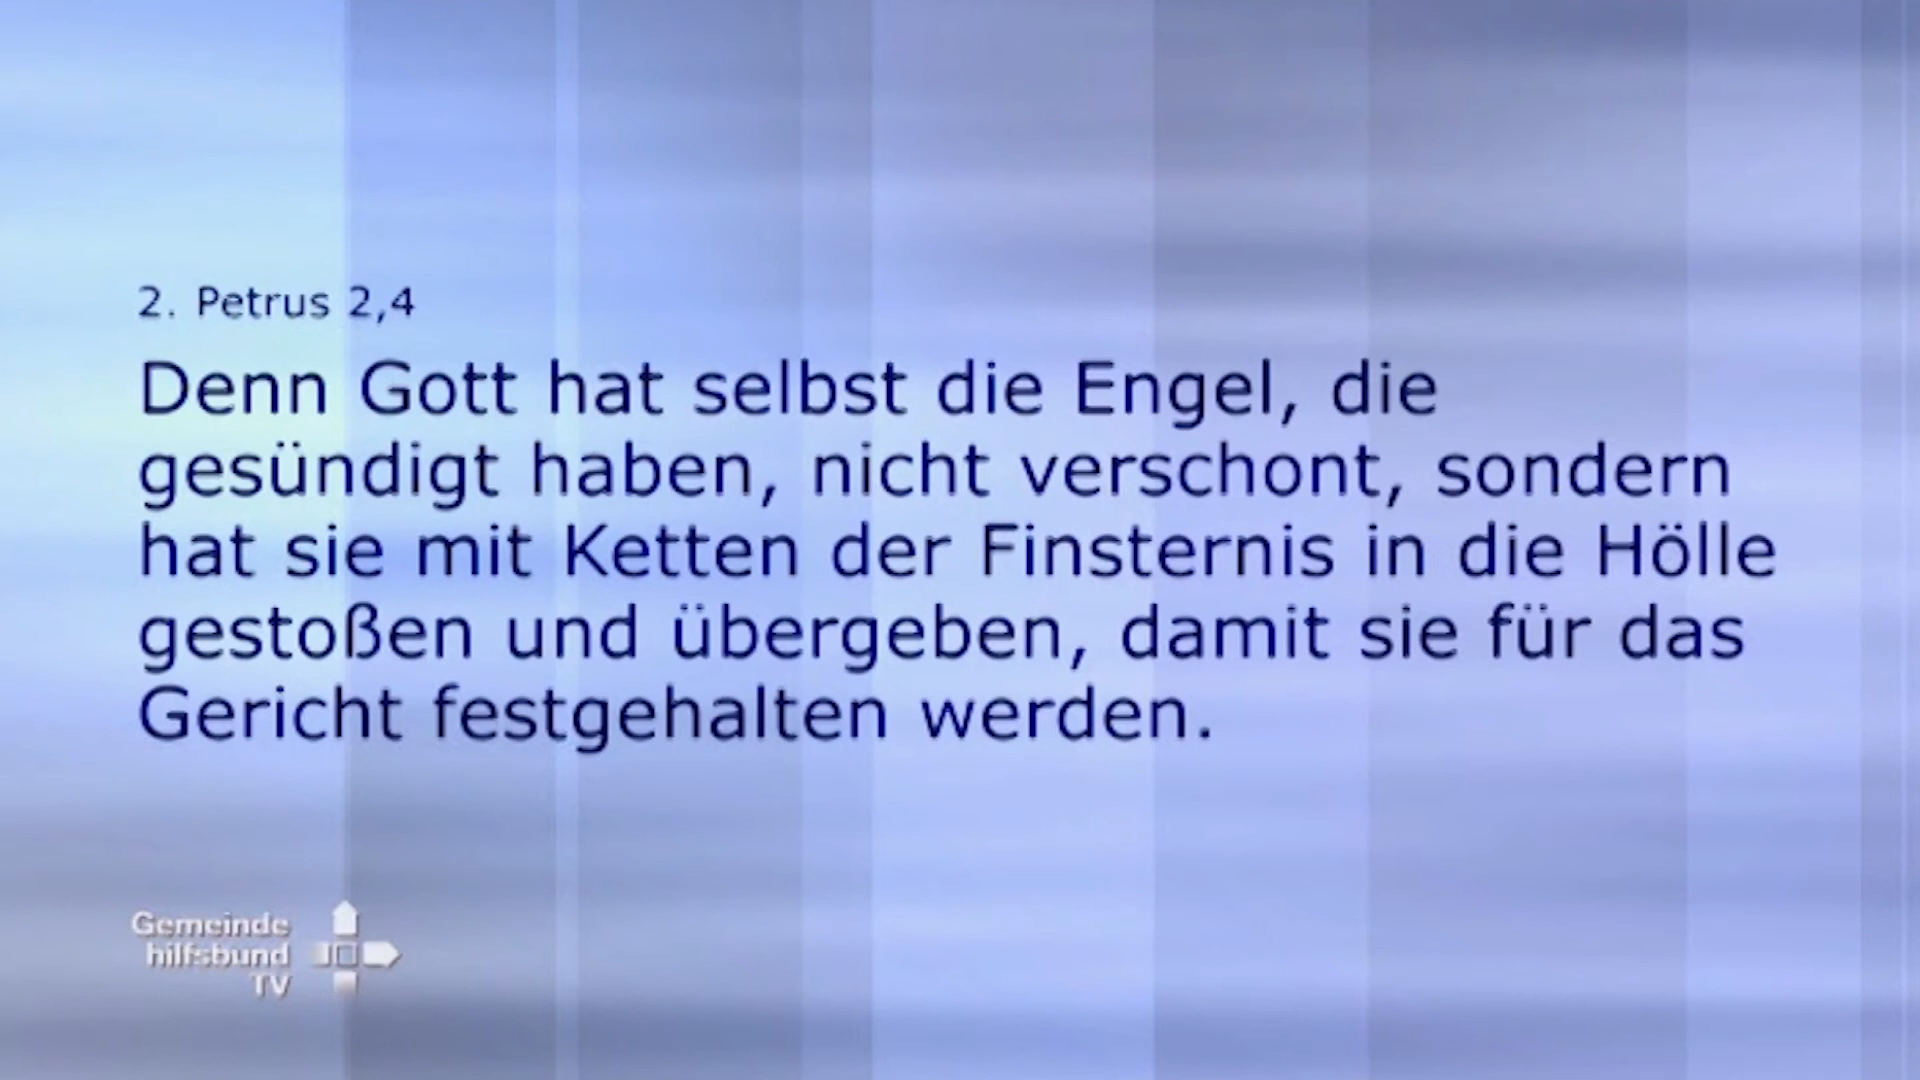 2. Petrus 2,4
Denn Gott hat selbst die Engel, die
gesündigt haben, nicht verschont, sondern
hat sie mit Ketten der Finsternis in die Hölle
gestoßen und übergeben, damit sie für das
Gericht festgehalten werden.
Gemeinde
hilfsbund
TV